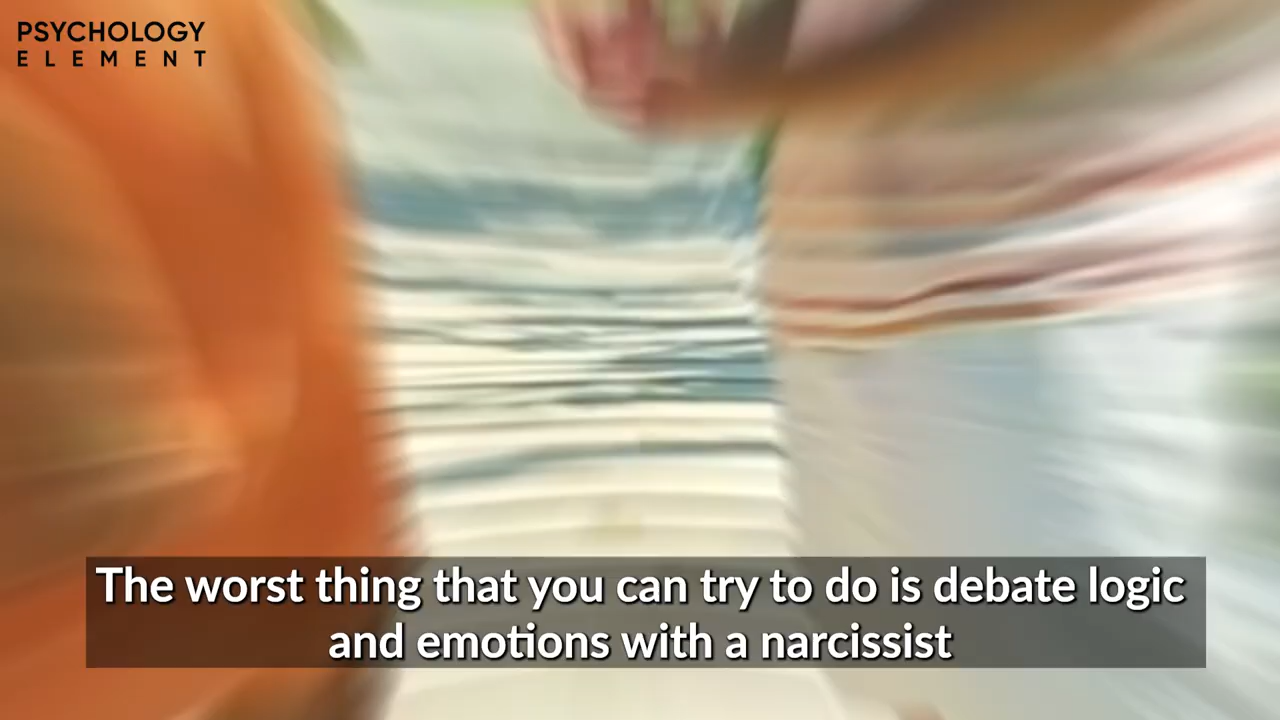 PSYCHOLOGY
ELEMENT
The worst thing that you can try to do is debate logic
and emotions with a narcissist